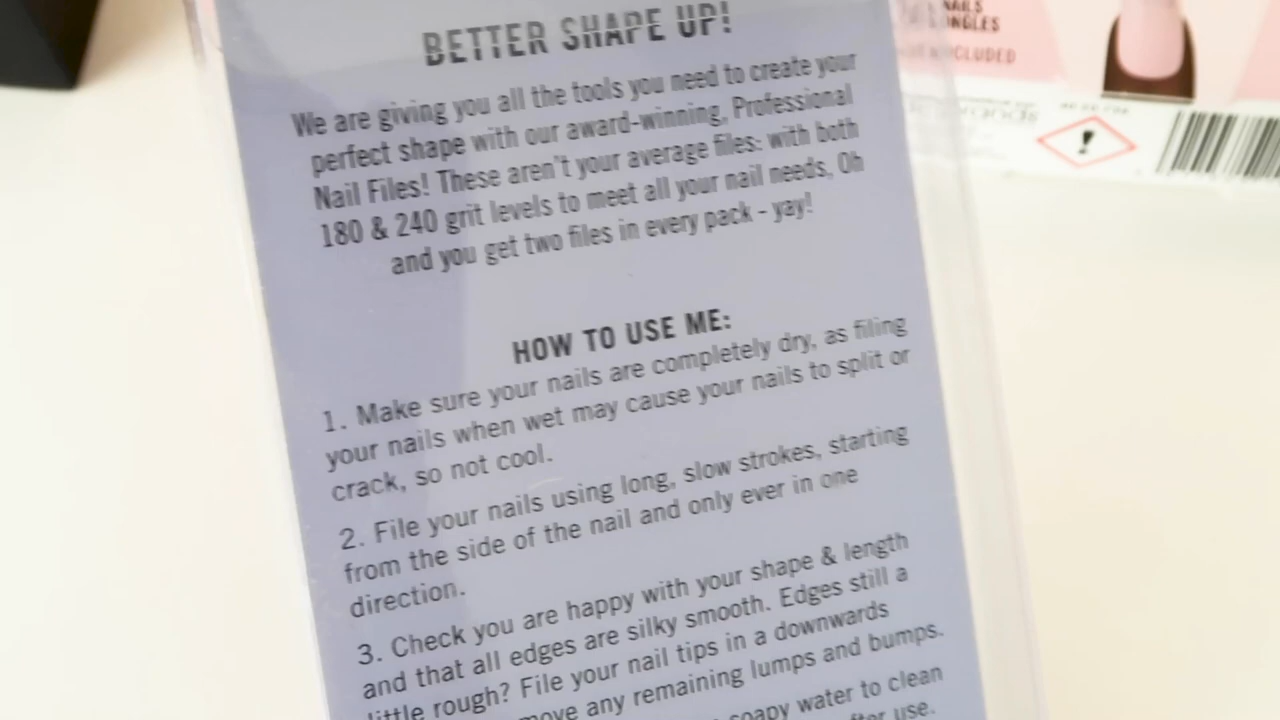 BETTER SHAPE UP!
We are giving you all the tools you need to create your
perfect shape with our award-winning, Professional
Nail Files! These aren't your average files: with both
180 & 240 grit levels to meet all your nail needs, Oh
and you get two files in every pack - yay!
HOW TO USE ME:
1. Make sure your nails are completely dry, as filing
your nails when wet may cause your nails to split or
crack, so not cool.
2. File your nails using long, slow strokes, starting
from the side of the nail and only ever in one
direction.
3. Check you are happy with your shape & length
and that all edges are silky smooth. Edges still a
little rough? File your nail tips in a downwards
move any remaining lumps and bumps.
soapy water to clean
after use.
NAILS